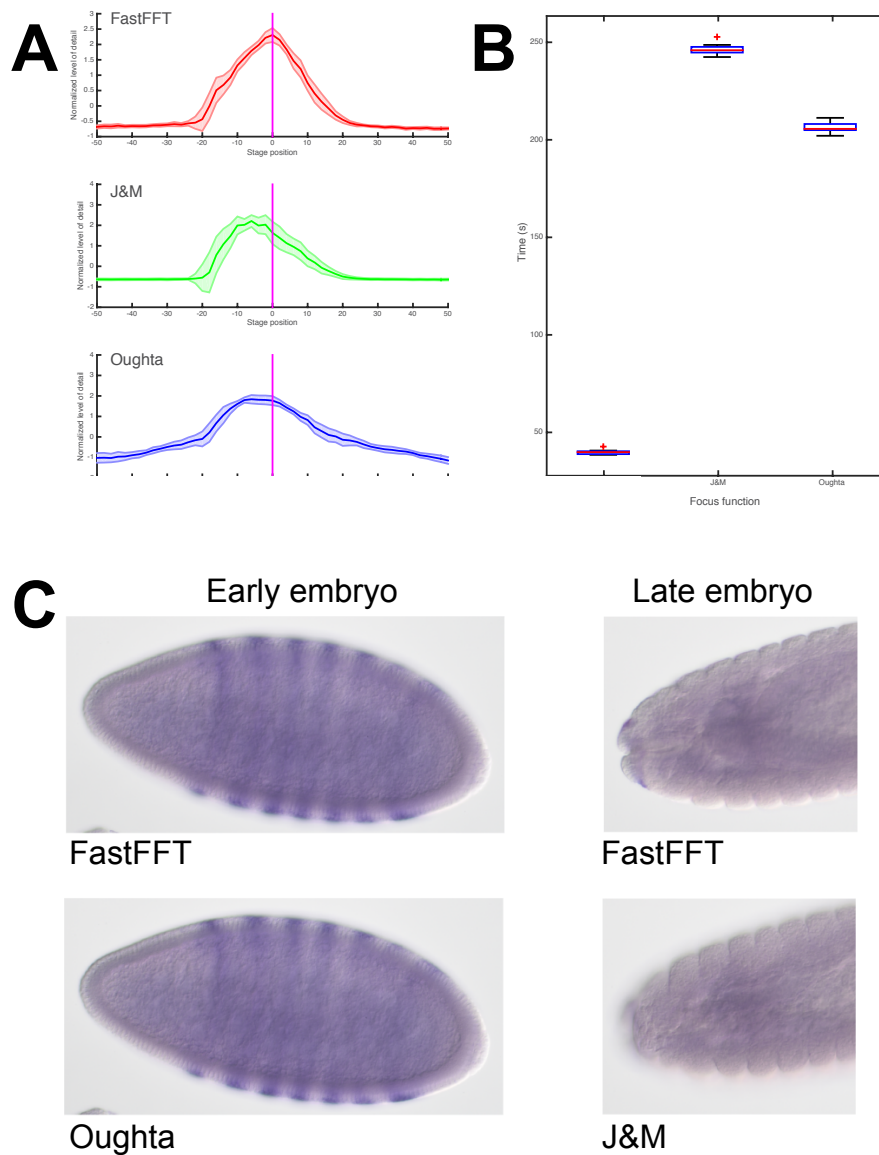 A
FastFFT
3
2.5
2
1.5
1
0.5
0
-0.5
-1
Normalized level of detail
-50 -40 -30 -20 -10 0 10 20 30 40 50
Stage position
J&M
4
3
2
1
0
-1
-2
Normalized level of detail
-50 -40 -30 -20 -10 0 10 20 30 40 50
Stage position
Oughta
4
3
2
1
0
-1
Normalized level of detail
B
250
200
150
100
50
Time (s)
J&M Oughta
Focus function
C
Early embryo
Late embryo
FastFFT
FastFFT
Oughta
J&M